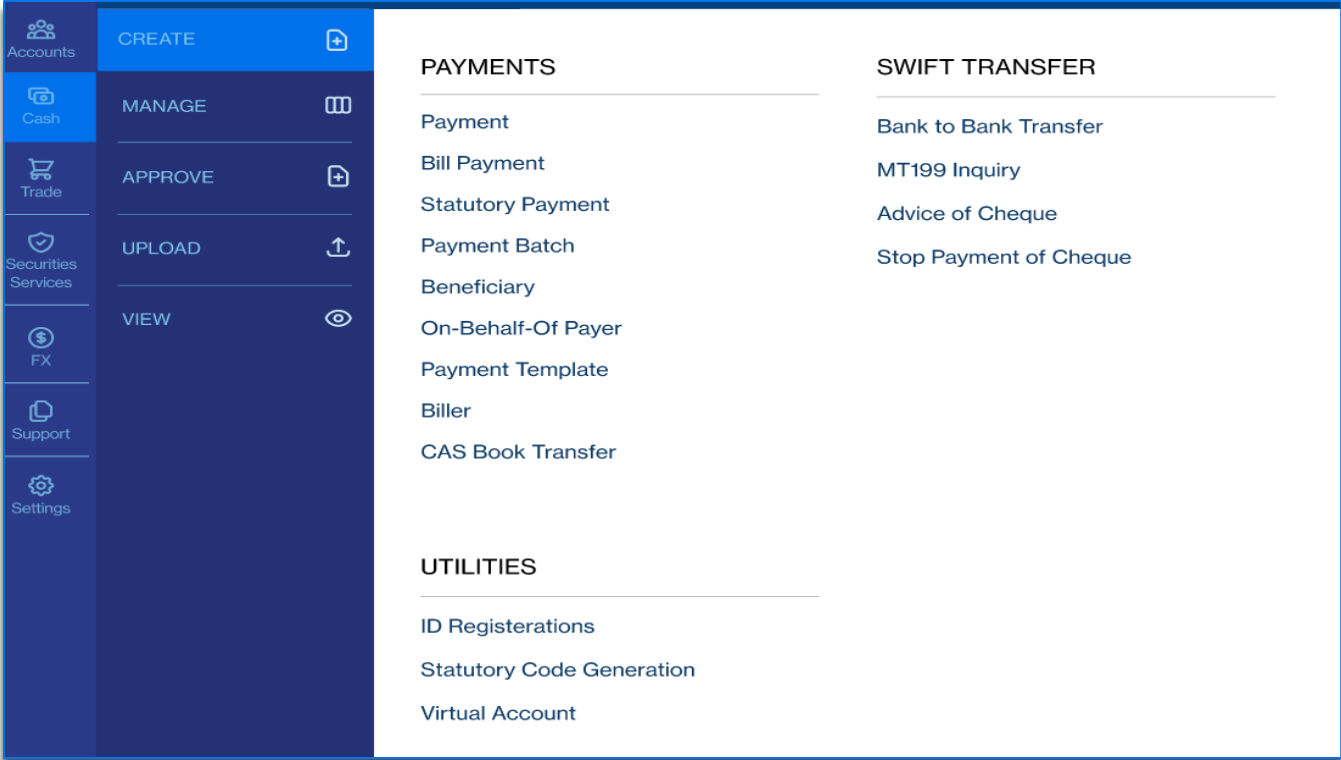 Accounts
Cash
Trade
Securities
Services
FX
Support
Settings
CREATE
MANAGE
APPROVE
UPLOAD
VIEW
PAYMENTS
Payment
Bill Payment
Statutory Payment
Payment Batch
Beneficiary
On-Behalf-Of Payer
Payment Template
Biller
CAS Book Transfer
UTILITIES
ID Registerations
Statutory Code Generation
Virtual Account
SWIFT TRANSFER
Bank to Bank Transfer
MT199 Inquiry
Advice of Cheque
Stop Payment of Cheque